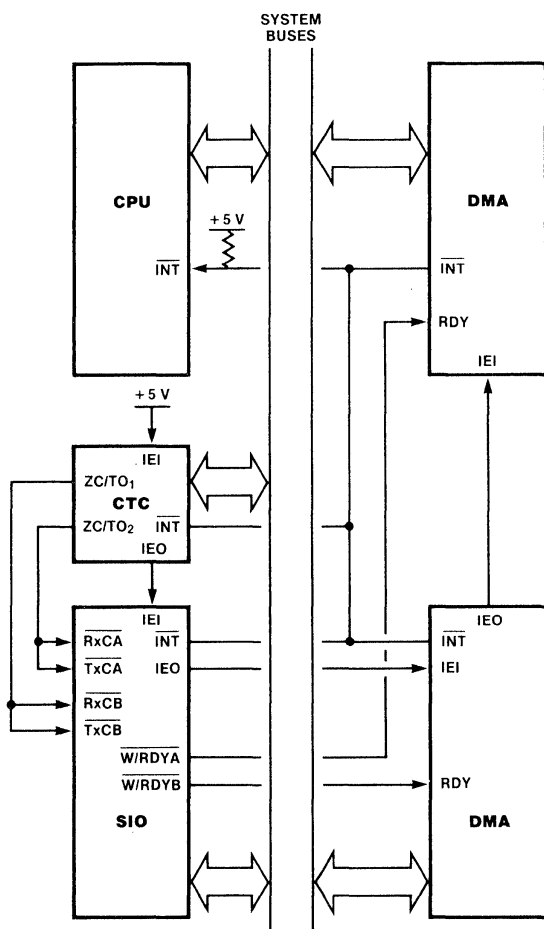 SYSTEM
BUSES
CPU
+5 V
INT
DMA
INT
RDY
IEI
+5 V
IEI
ZC/TO₁
CTC
ZC/TO₂
INT
IEO
IEI
RxCA
INT
TxCA
IEO
RxCB
TxCB
W/RDYA
W/RDYB
SIO
IEO
INT
IEI
RDY
DMA